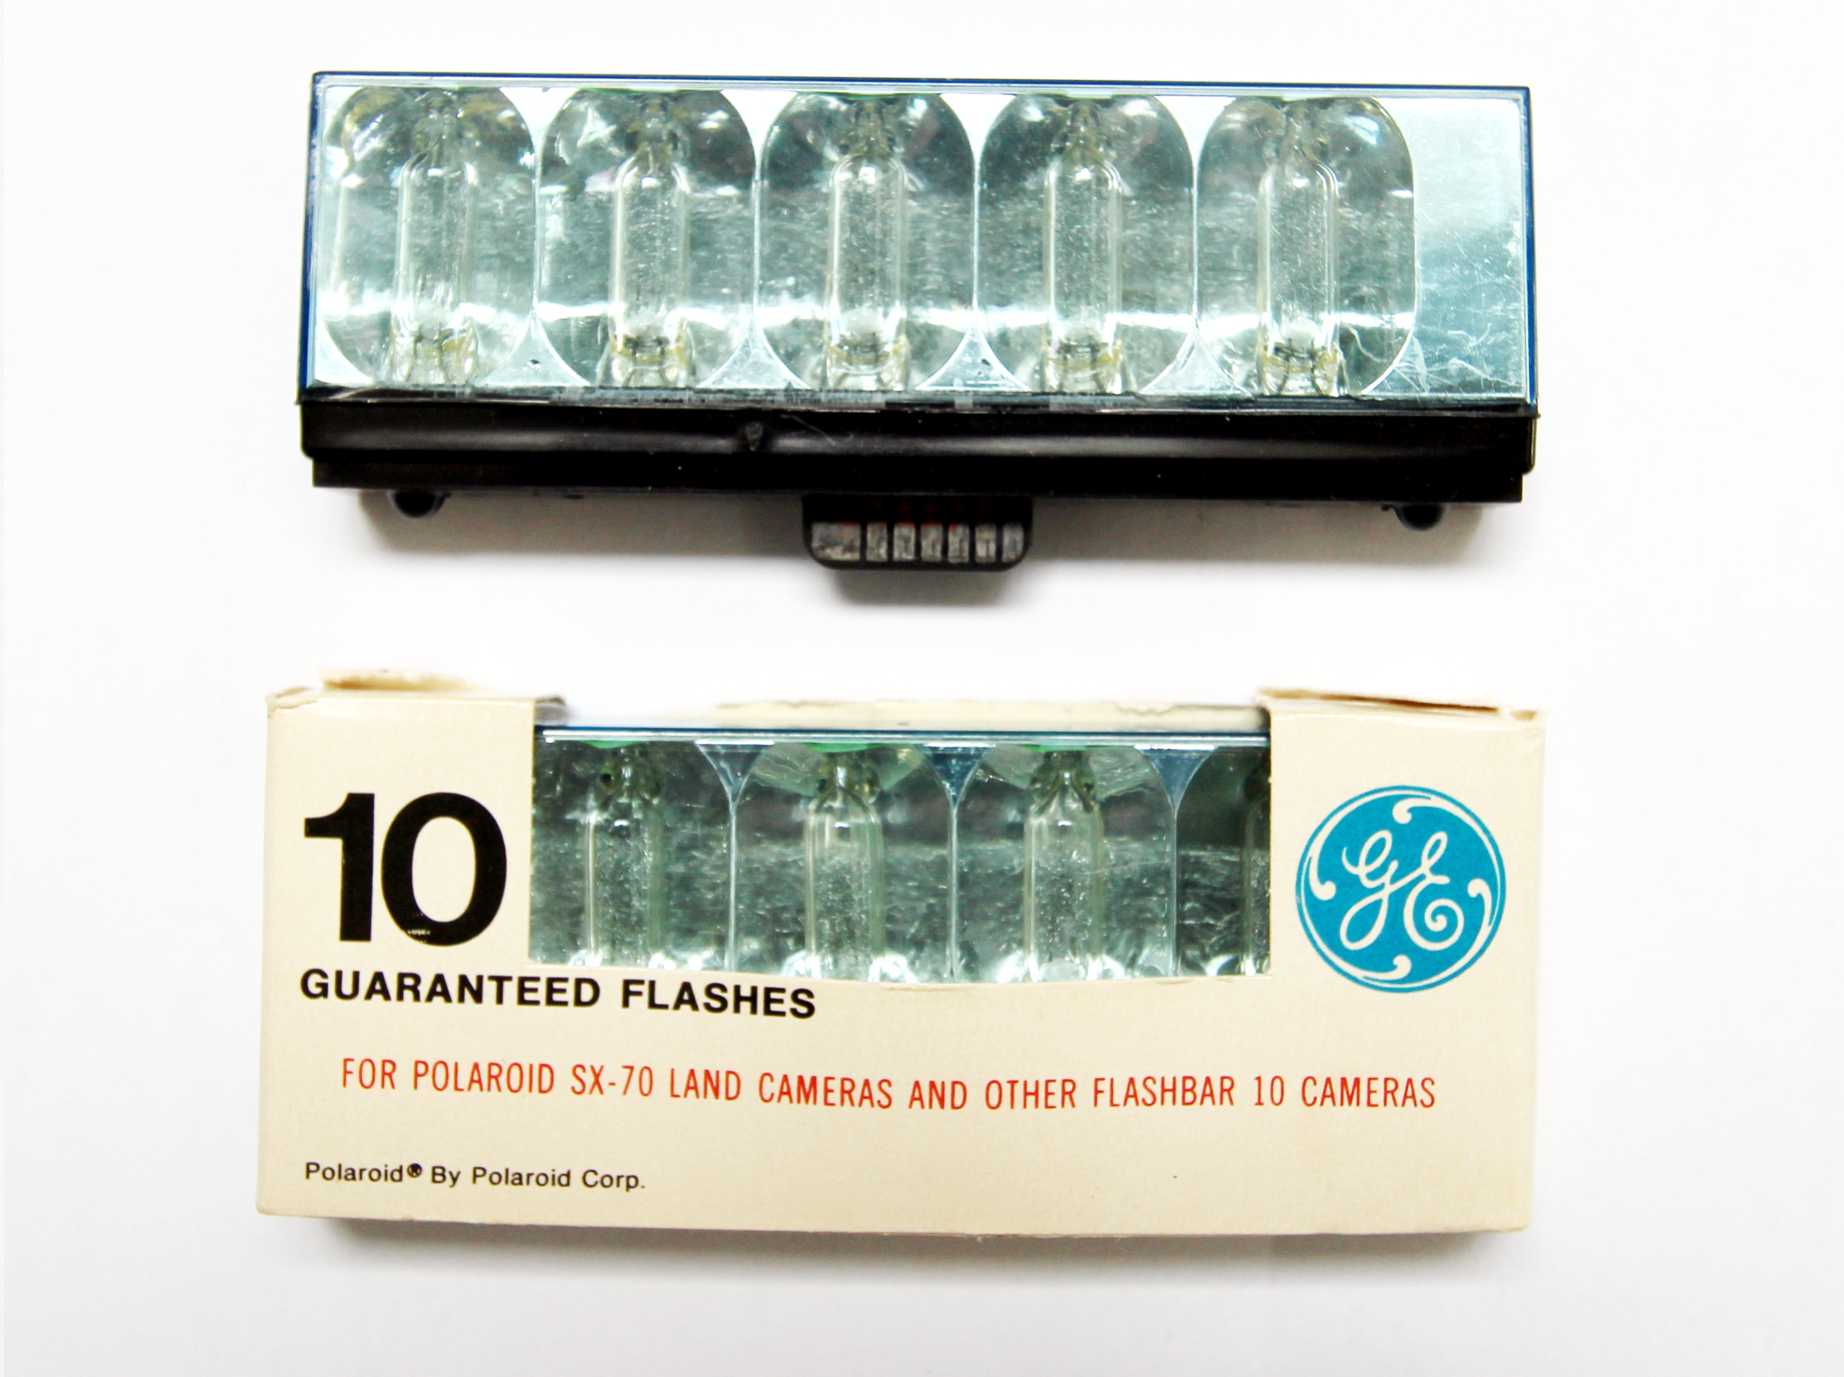 10
GUARANTEED FLASHES
GE
FOR POLAROID SX-70 LAND CAMERAS AND OTHER FLASHBAR 10 CAMERAS
Polaroid® By Polaroid Corp.